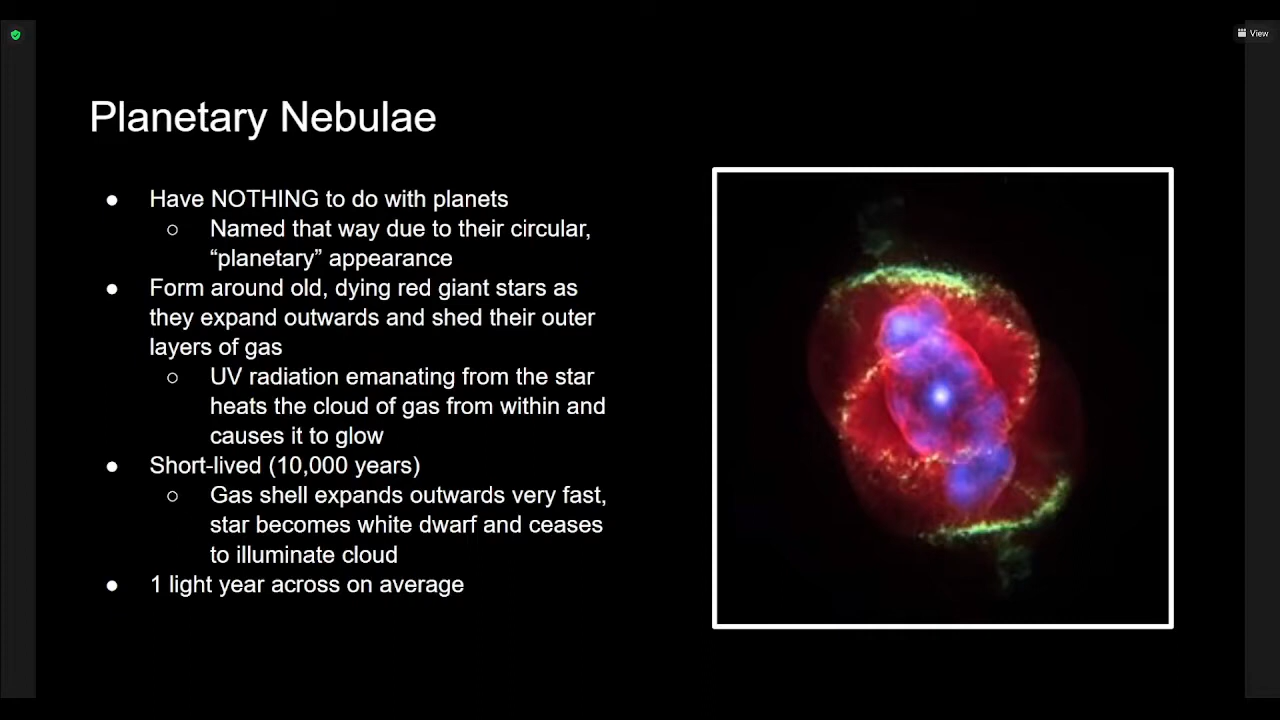 View
Planetary Nebulae
● Have NOTHING to do with planets
○ Named that way due to their circular,
“planetary” appearance
● Form around old, dying red giant stars as
they expand outwards and shed their outer
layers of gas
○ UV radiation emanating from the star
heats the cloud of gas from within and
causes it to glow
● Short-lived (10,000 years)
○ Gas shell expands outwards very fast,
star becomes white dwarf and ceases
to illuminate cloud
● 1 light year across on average